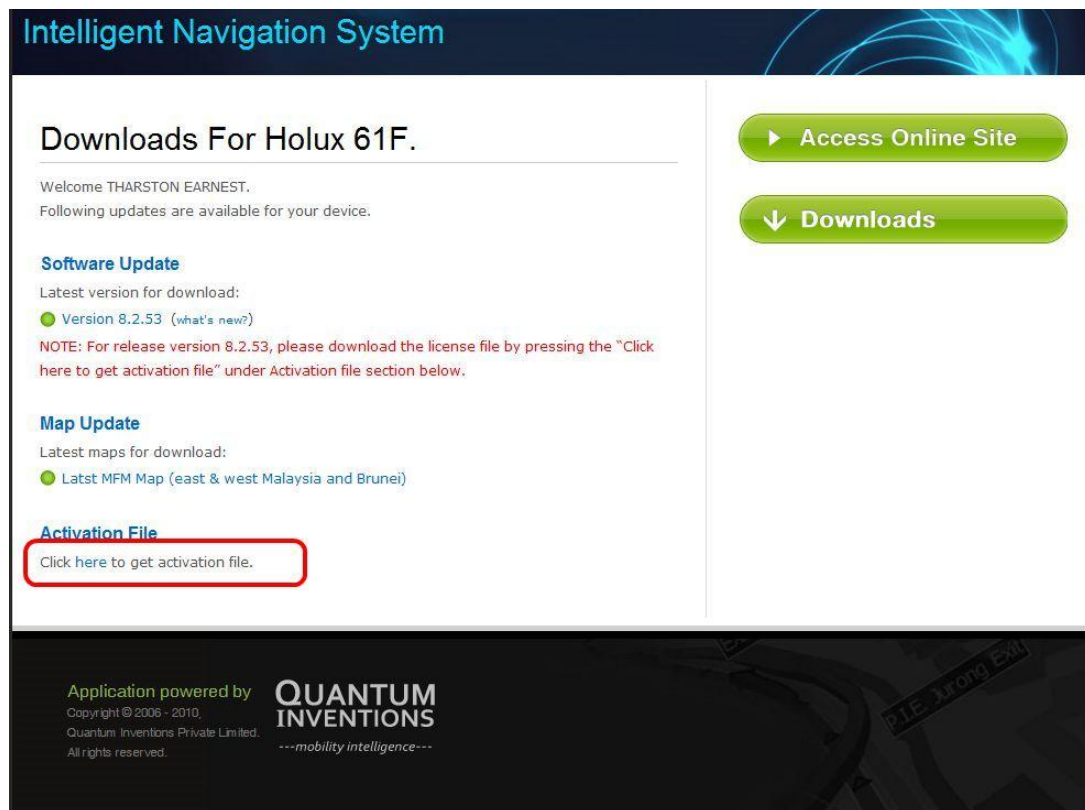 Intelligent Navigation System
Downloads For Holux 61F.
Welcome THARSTON EARNEST.
Following updates are available for your device.
Software Update
Latest version for download:
Version 8.2.53 (what's new?)
NOTE: For release version 8.2.53, please download the license file by pressing the "Click
here to get activation file" under Activation file section below.
Map Update
Latest maps for download:
Latst MFM Map (east & west Malaysia and Brunei)
Activation File
Click here to get activation file.
Access Online Site
Downloads
Application powered by
Copyright © 2006 - 2010,
Quantum Inventions Private Limited.
All rights reserved.
QUANTUM
INVENTIONS
---mobility intelligence---
P.I.E Jurong Exit